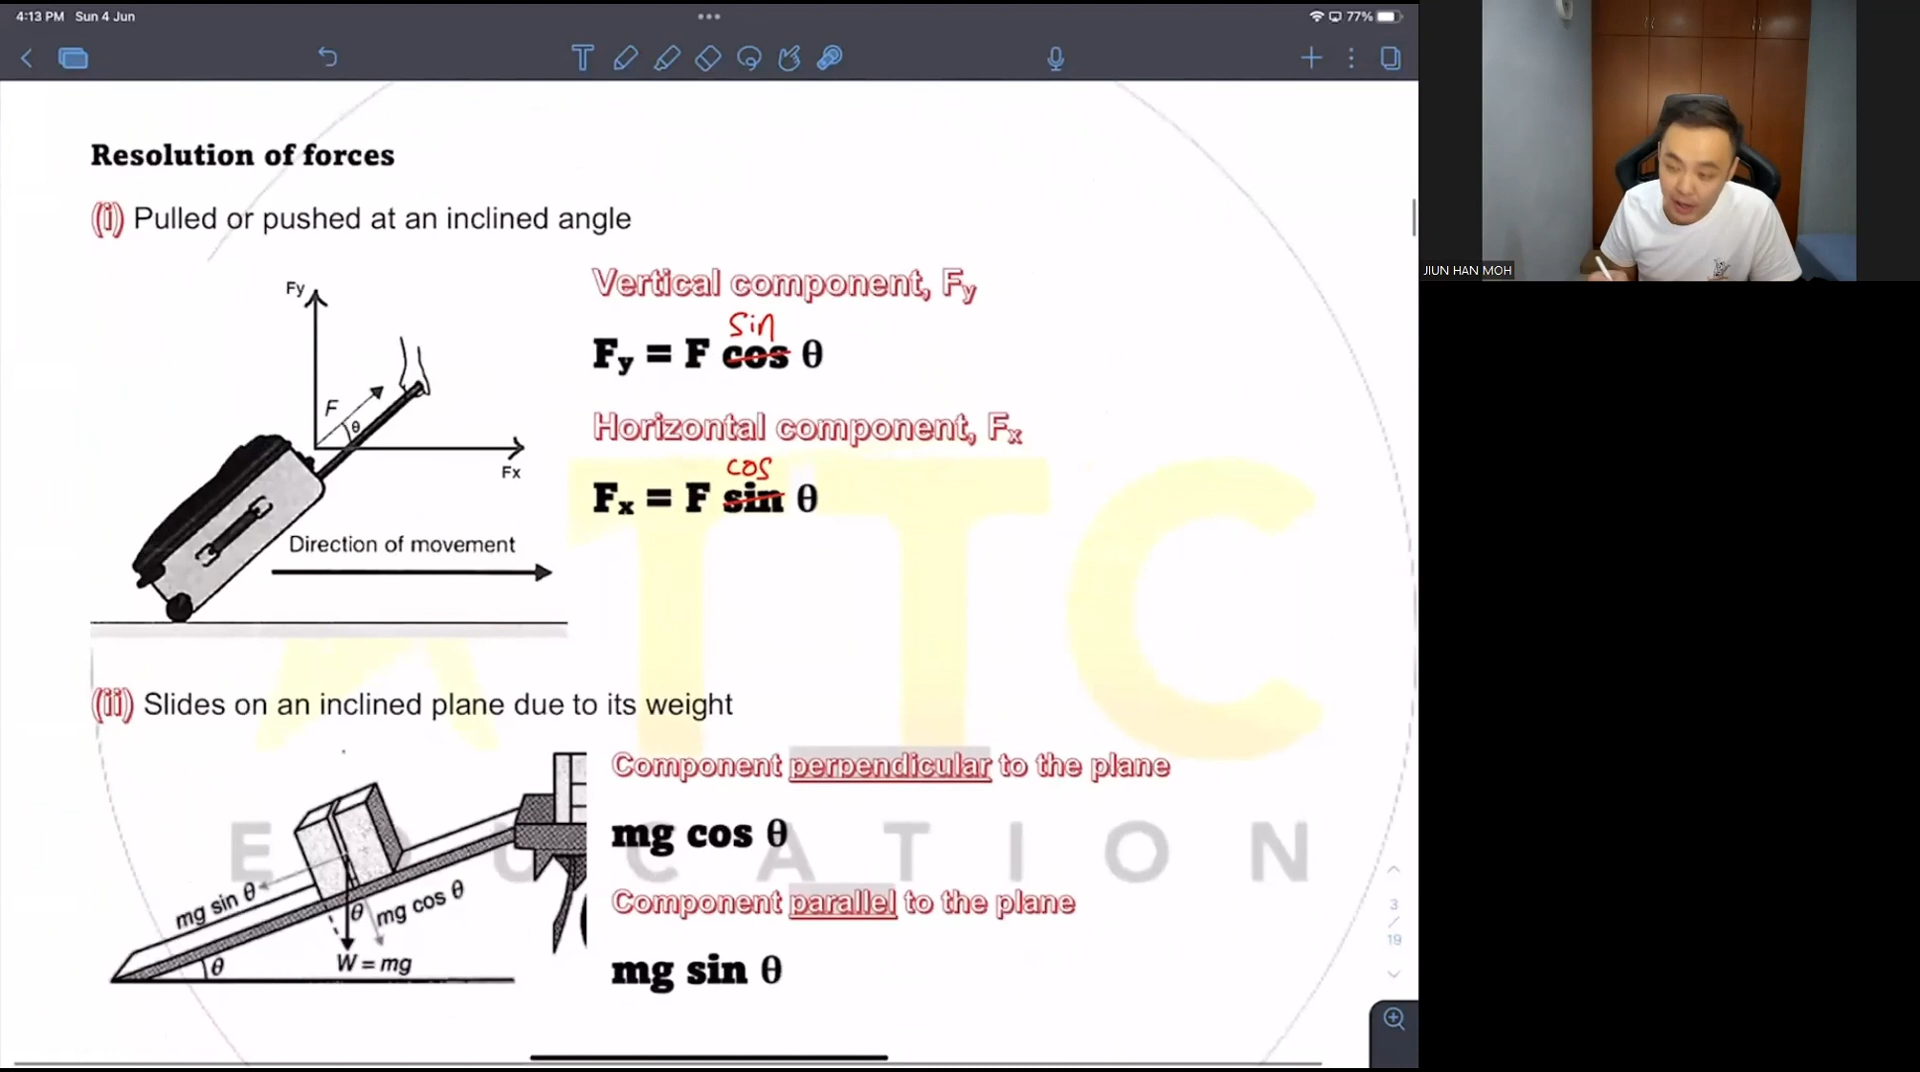 4:13 PM Sun 4 Jun
77%
Resolution of forces
(i) Pulled or pushed at an inclined angle
Fy
F
θ
Fx
Direction of movement
Vertical component, Fy
sin
Fy = F cos θ
Horizontal component, Fx
cos
Fx = F sin θ
(ii) Slides on an inclined plane due to its weight
mg sin θ
θ
mg cos θ
θ
W = mg
Component perpendicular to the plane
mg cos θ
Component parallel to the plane
mg sin θ
TTC
EDUCATION
3
/
19
JIUN HAN MOH